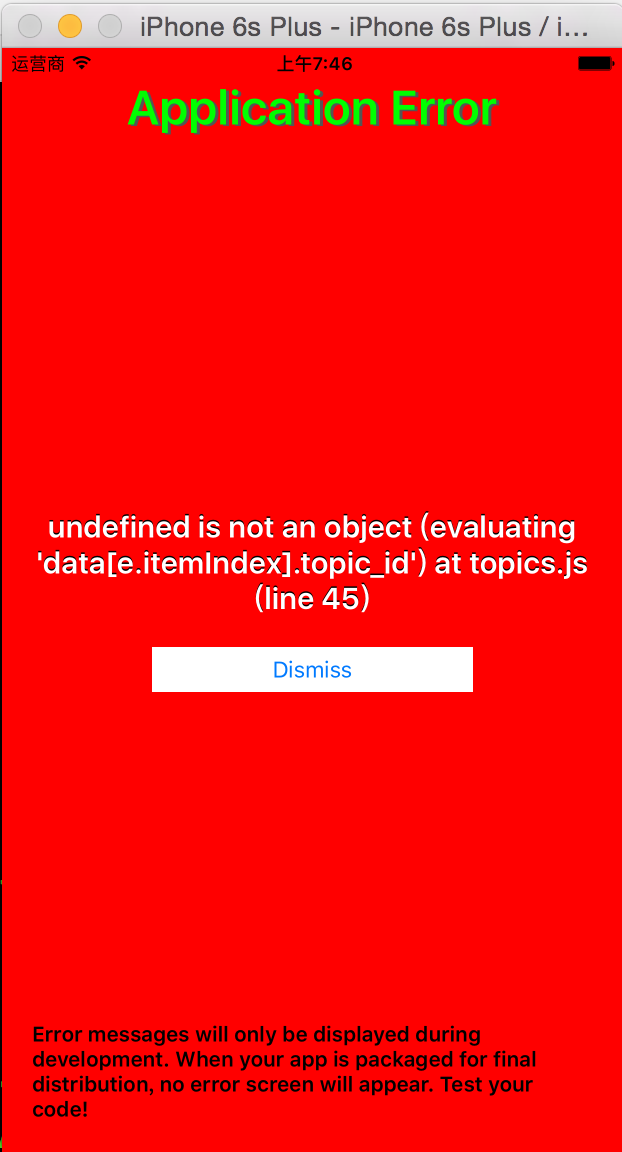 iPhone 6s Plus - iPhone 6s Plus / i...
运营商 上午7:46
Application Error
undefined is not an object (evaluating
'data[e.itemIndex].topic_id') at topics.js
(line 45)
Dismiss
Error messages will only be displayed during
development. When your app is packaged for final
distribution, no error screen will appear. Test your
code!